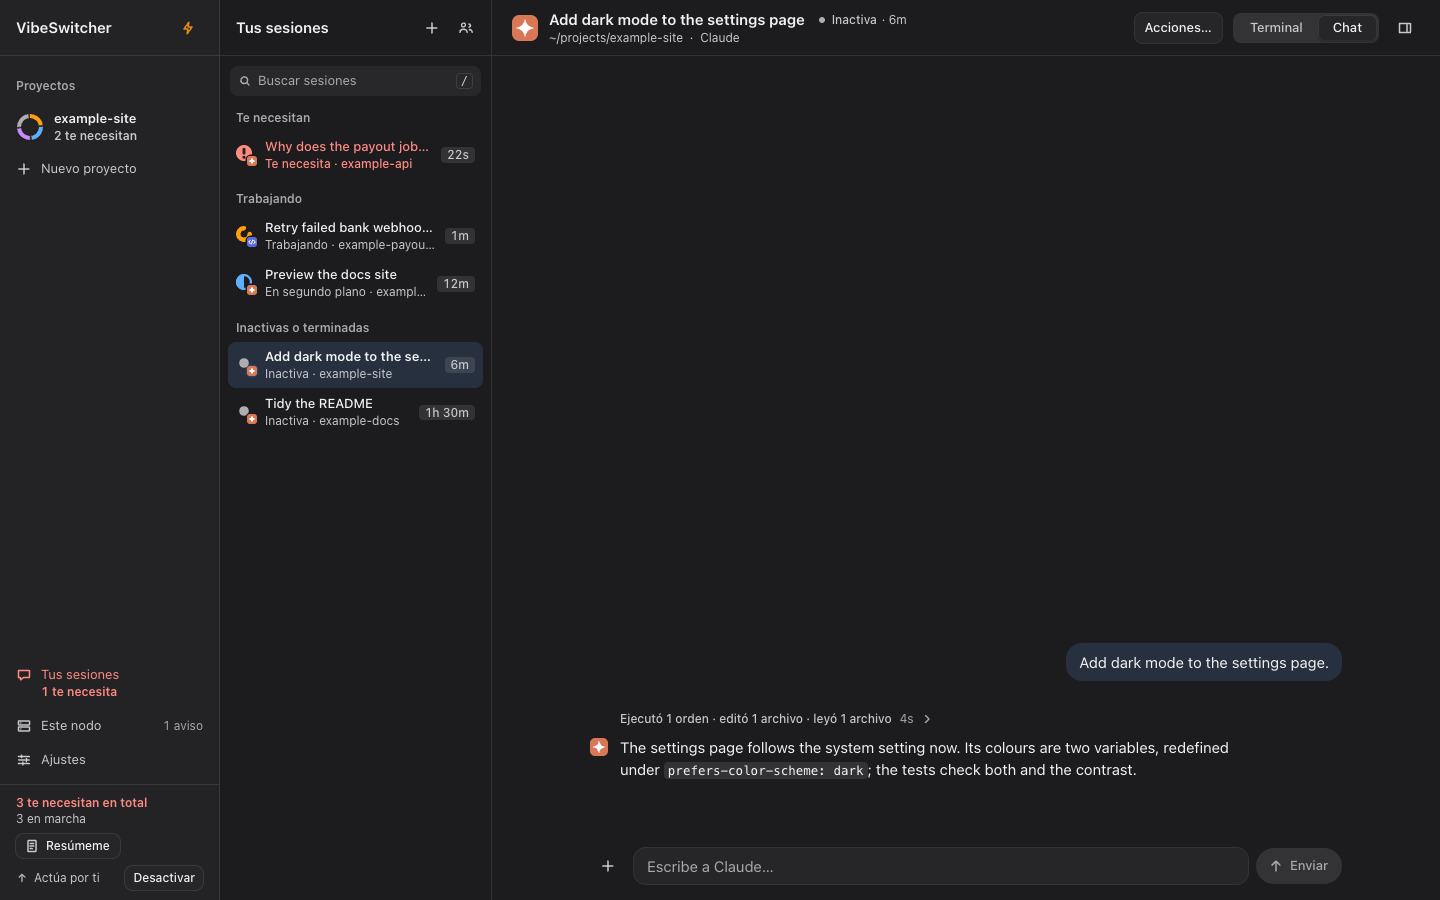 VibeSwitcher
Proyectos
example-site
2 te necesitan
Nuevo proyecto
Tus sesiones
1 te necesita
Este nodo
1 aviso
Ajustes
3 te necesitan en total
3 en marcha
Resúmeme
Actúa por ti
Desactivar
Tus sesiones
Buscar sesiones
/
Te necesitan
Why does the payout job...
22s
Te necesita · example-api
Trabajando
Retry failed bank webhoo...
1m
Trabajando · example-payou...
Preview the docs site
12m
En segundo plano · exampl...
Inactivas o terminadas
Add dark mode to the se...
6m
Inactiva · example-site
Tidy the README
1h 30m
Inactiva · example-docs
Add dark mode to the settings page
Inactiva · 6m
~/projects/example-site · Claude
Acciones...
Terminal
Chat
Add dark mode to the settings page.
Ejecutó 1 orden · editó 1 archivo · leyó 1 archivo 4s
The settings page follows the system setting now. Its colours are two variables, redefined
under prefers-color-scheme: dark; the tests check both and the contrast.
Escribe a Claude...
Enviar